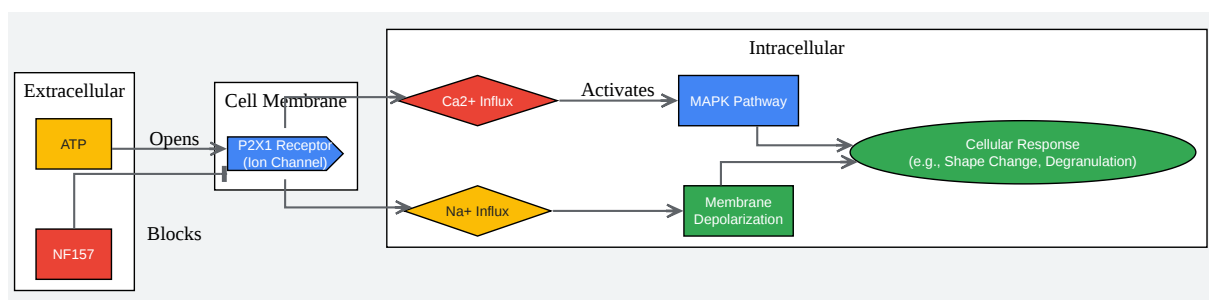 Extracellular
ATP
NF157
Opens
Blocks
Cell Membrane
P2X1 Receptor
(Ion Channel)
Intracellular
Ca2+ Influx
Activates
MAPK Pathway
Na+ Influx
Membrane
Depolarization
Cellular Response
(e.g., Shape Change, Degranulation)